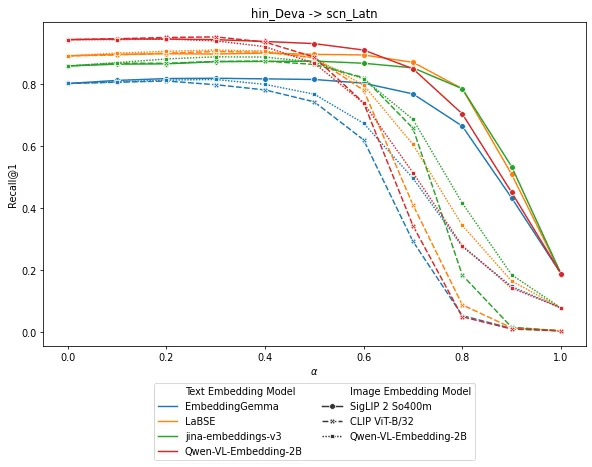 hin_Deva -> scn_Latn
Recall@1
0.8
0.6
0.4
0.2
0.0
0.0 0.2 0.4 0.6 0.8 1.0
α
Text Embedding Model
EmbeddingGemma
LaBSE
jina-embeddings-v3
Qwen-VL-Embedding-2B
Image Embedding Model
SigLIP 2 So400m
CLIP ViT-B/32
Qwen-VL-Embedding-2B